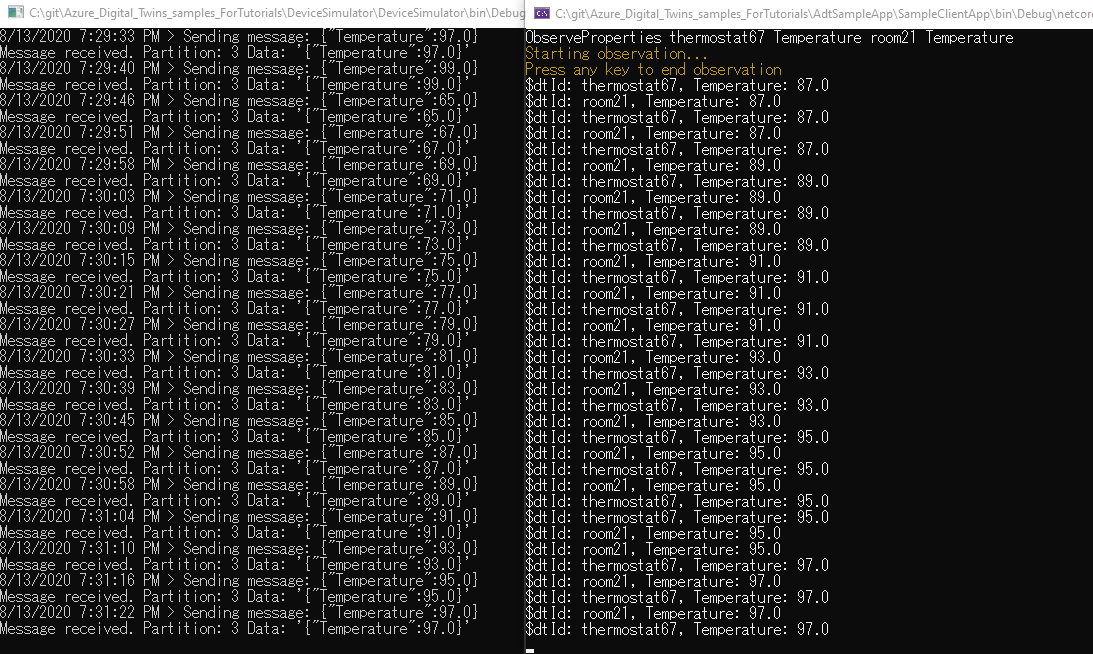 C:\git\Azure_Digital_Twins_samples_ForTutorials\DeviceSimulator\DeviceSimulator\bin\Debug
8/13/2020 7:29:33 PM > Sending message: {"Temperature":97.0}
Message received. Partition: 3 Data: '{"Temperature":97.0}'
8/13/2020 7:29:40 PM > Sending message: {"Temperature":99.0}
Message received. Partition: 3 Data: '{"Temperature":99.0}'
8/13/2020 7:29:46 PM > Sending message: {"Temperature":65.0}
Message received. Partition: 3 Data: '{"Temperature":65.0}'
8/13/2020 7:29:51 PM > Sending message: {"Temperature":67.0}
Message received. Partition: 3 Data: '{"Temperature":67.0}'
8/13/2020 7:29:58 PM > Sending message: {"Temperature":69.0}
Message received. Partition: 3 Data: '{"Temperature":69.0}'
8/13/2020 7:30:03 PM > Sending message: {"Temperature":71.0}
Message received. Partition: 3 Data: '{"Temperature":71.0}'
8/13/2020 7:30:09 PM > Sending message: {"Temperature":73.0}
Message received. Partition: 3 Data: '{"Temperature":73.0}'
8/13/2020 7:30:15 PM > Sending message: {"Temperature":75.0}
Message received. Partition: 3 Data: '{"Temperature":75.0}'
8/13/2020 7:30:21 PM > Sending message: {"Temperature":77.0}
Message received. Partition: 3 Data: '{"Temperature":77.0}'
8/13/2020 7:30:27 PM > Sending message: {"Temperature":79.0}
Message received. Partition: 3 Data: '{"Temperature":79.0}'
8/13/2020 7:30:33 PM > Sending message: {"Temperature":81.0}
Message received. Partition: 3 Data: '{"Temperature":81.0}'
8/13/2020 7:30:39 PM > Sending message: {"Temperature":83.0}
Message received. Partition: 3 Data: '{"Temperature":83.0}'
8/13/2020 7:30:45 PM > Sending message: {"Temperature":85.0}
Message received. Partition: 3 Data: '{"Temperature":85.0}'
8/13/2020 7:30:52 PM > Sending message: {"Temperature":87.0}
Message received. Partition: 3 Data: '{"Temperature":87.0}'
8/13/2020 7:30:58 PM > Sending message: {"Temperature":89.0}
Message received. Partition: 3 Data: '{"Temperature":89.0}'
8/13/2020 7:31:04 PM > Sending message: {"Temperature":91.0}
Message received. Partition: 3 Data: '{"Temperature":91.0}'
8/13/2020 7:31:10 PM > Sending message: {"Temperature":93.0}
Message received. Partition: 3 Data: '{"Temperature":93.0}'
8/13/2020 7:31:16 PM > Sending message: {"Temperature":95.0}
Message received. Partition: 3 Data: '{"Temperature":95.0}'
8/13/2020 7:31:22 PM > Sending message: {"Temperature":97.0}
Message received. Partition: 3 Data: '{"Temperature":97.0}'
C:\git\Azure_Digital_Twins_samples_ForTutorials\AdtSampleApp\SampleClientApp\bin\Debug\netcore
ObserveProperties thermostat67 Temperature room21 Temperature
Starting observation...
Press any key to end observation
$dtId: thermostat67, Temperature: 87.0
$dtId: room21, Temperature: 87.0
$dtId: thermostat67, Temperature: 87.0
$dtId: room21, Temperature: 87.0
$dtId: thermostat67, Temperature: 87.0
$dtId: room21, Temperature: 89.0
$dtId: thermostat67, Temperature: 89.0
$dtId: room21, Temperature: 89.0
$dtId: thermostat67, Temperature: 89.0
$dtId: room21, Temperature: 89.0
$dtId: thermostat67, Temperature: 89.0
$dtId: room21, Temperature: 91.0
$dtId: thermostat67, Temperature: 91.0
$dtId: room21, Temperature: 91.0
$dtId: thermostat67, Temperature: 91.0
$dtId: room21, Temperature: 91.0
$dtId: thermostat67, Temperature: 91.0
$dtId: room21, Temperature: 93.0
$dtId: thermostat67, Temperature: 93.0
$dtId: room21, Temperature: 93.0
$dtId: thermostat67, Temperature: 93.0
$dtId: room21, Temperature: 93.0
$dtId: thermostat67, Temperature: 95.0
$dtId: room21, Temperature: 95.0
$dtId: thermostat67, Temperature: 95.0
$dtId: room21, Temperature: 95.0
$dtId: thermostat67, Temperature: 95.0
$dtId: thermostat67, Temperature: 95.0
$dtId: room21, Temperature: 95.0
$dtId: room21, Temperature: 95.0
$dtId: thermostat67, Temperature: 97.0
$dtId: room21, Temperature: 97.0
$dtId: thermostat67, Temperature: 97.0
$dtId: room21, Temperature: 97.0
$dtId: thermostat67, Temperature: 97.0